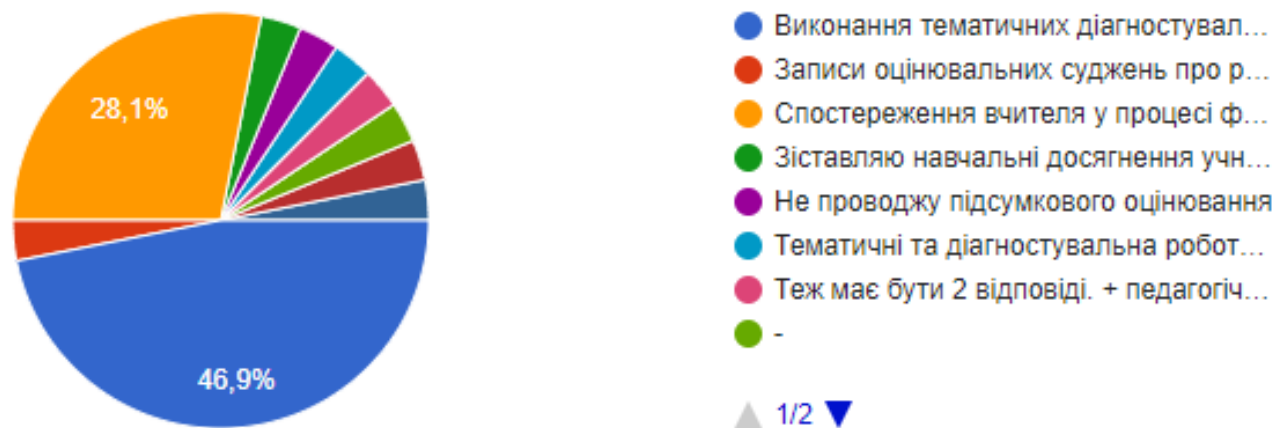 28,1%
46,9%
Виконання тематичних діагностувал...
Записи оцінювальних суджень про р...
Спостереження вчителя у процесі ф...
Зіставляю навчальні досягнення учн...
Не проводжу підсумкового оцінювання
Тематичні та діагностувальна робот...
Теж має бути 2 відповіді. + педагогіч...
-
1/2